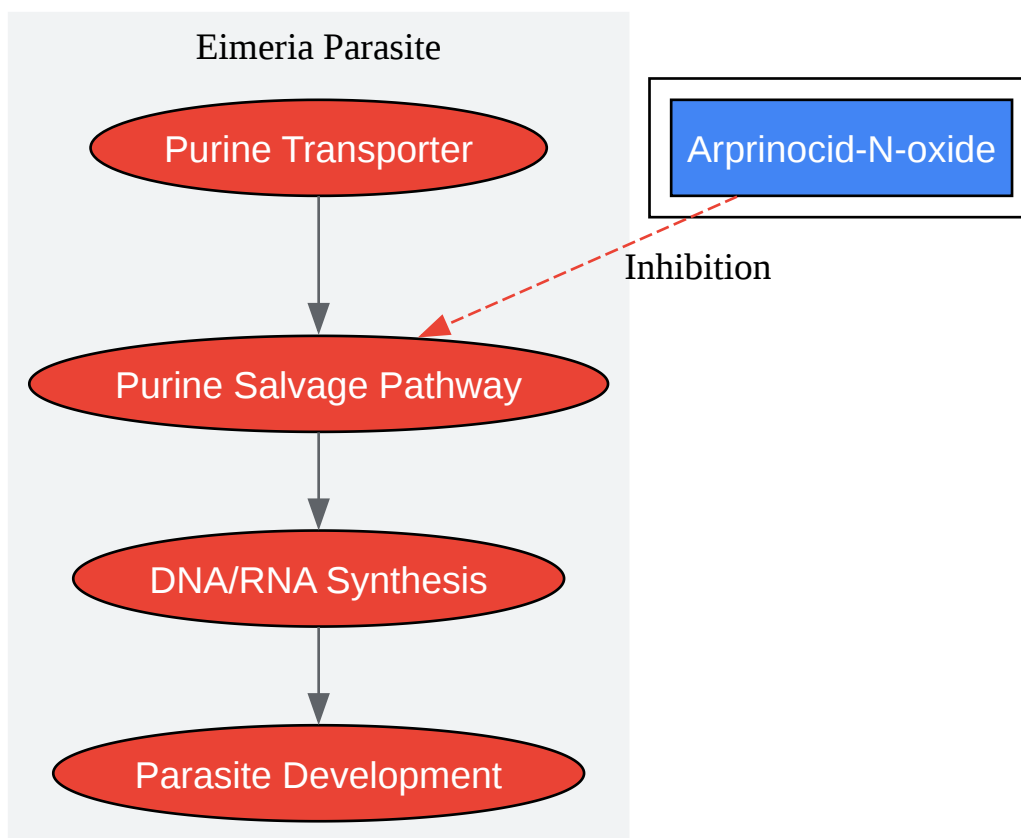 Eimeria Parasite
Purine Transporter
Arprinocid-N-oxide
Inhibition
Purine Salvage Pathway
DNA/RNA Synthesis
Parasite Development